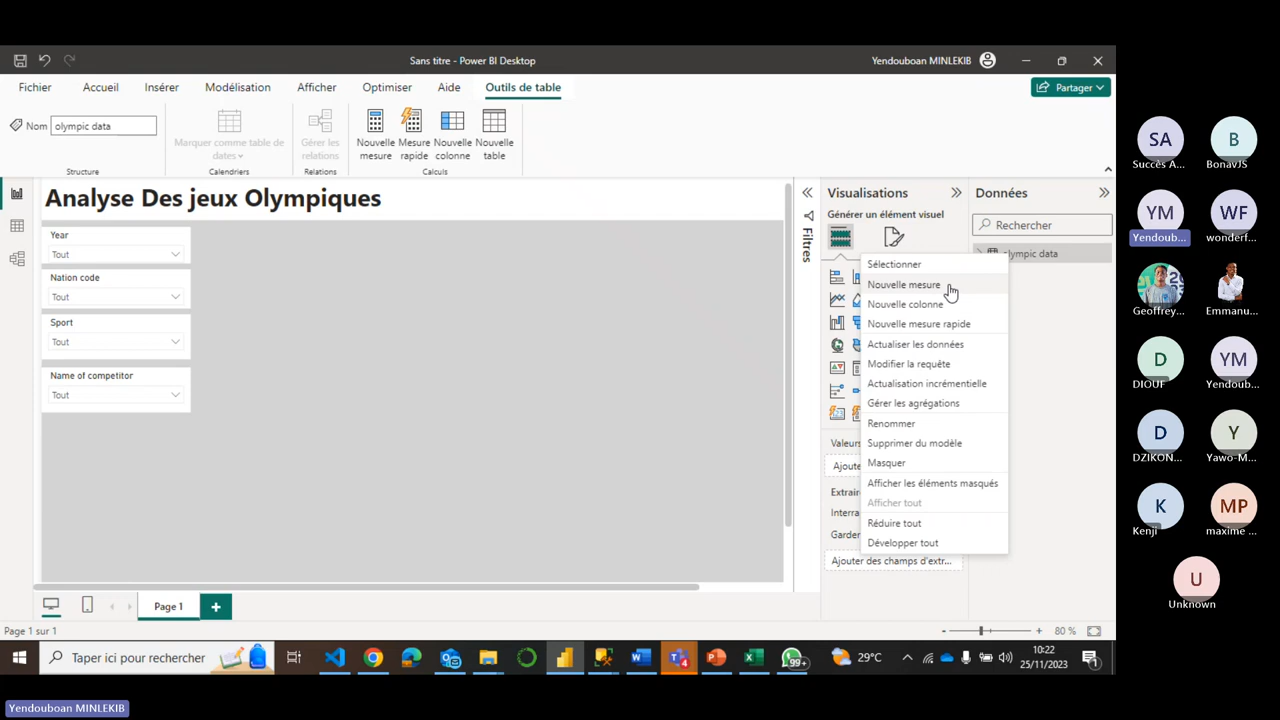 Sans titre - Power BI Desktop
Yendouboan MINLEKIB
Fichier
Accueil
Insérer
Modélisation
Afficher
Optimiser
Aide
Outils de table
Partager
Nom
olympic data
Marquer comme table de dates
Gérer les relations
Nouvelle mesure
Mesure rapide
Nouvelle colonne
Nouvelle table
Structure
Calendriers
Relations
Calculs
Analyse Des jeux Olympiques
Year
Tout
Nation code
Tout
Sport
Tout
Name of competitor
Tout
Filtres
Visualisations
Générer un élément visuel
Valeurs
Ajoute
Extrair
Interra
Garder
Ajouter des champs d'extr...
Données
Rechercher
lympic data
Sélectionner
Nouvelle mesure
Nouvelle colonne
Nouvelle mesure rapide
Actualiser les données
Modifier la requête
Actualisation incrémentielle
Gérer les agrégations
Renommer
Supprimer du modèle
Masquer
Afficher les éléments masqués
Afficher tout
Réduire tout
Développer tout
Page 1
Page 1 sur 1
80 %
Taper ici pour rechercher
99+
29°C
10:22
25/11/2023
SA
Succès A...
B
BonavJS
YM
Yendoub...
WF
wonderf...
Geoffrey...
Emmanu...
D
DIOUF
YM
Yendoub...
D
DZIKON...
Y
Yawo-M...
K
Kenji
MP
maxime ...
U
Unknown
Yendouboan MINLEKIB